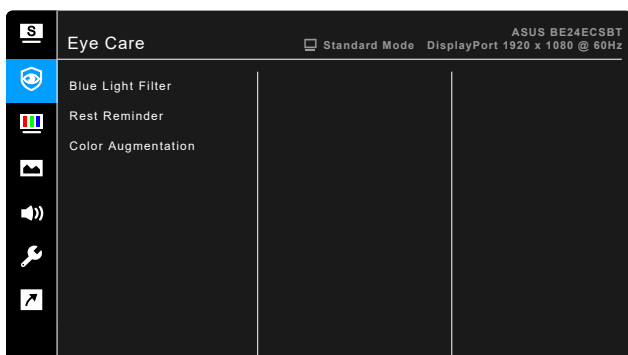 S
ASUS BE24ECSBT
Eye Care
Standard Mode DisplayPort 1920 x 1080 @ 60Hz
Blue Light Filter
Rest Reminder
Color Augmentation